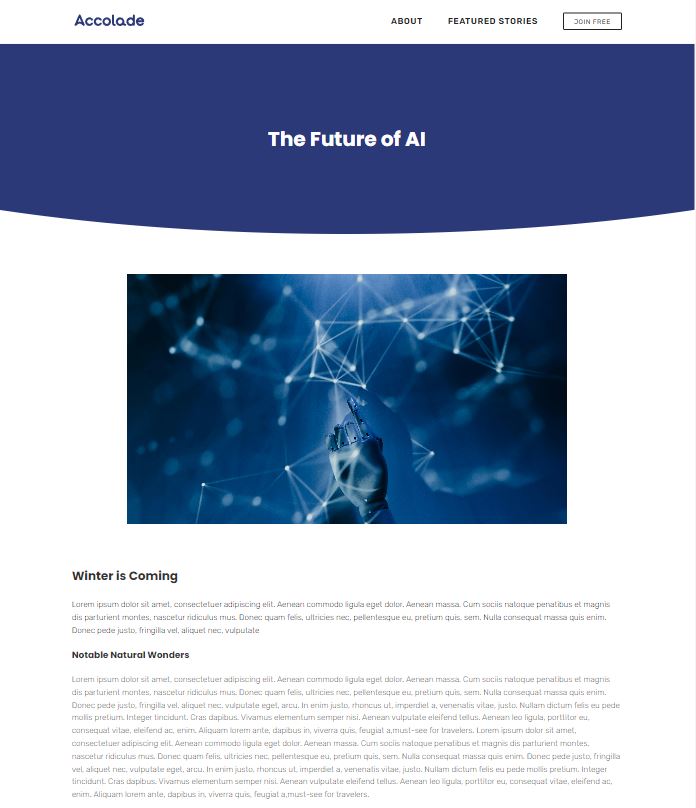 Accolade
ABOUT
FEATURED STORIES
JOIN FREE
The Future of AI
Winter is Coming
Lorem ipsum dolor sit amet, consectetuer adipiscing elit. Aenean commodo ligula eget dolor. Aenean massa. Cum sociis natoque penatibus et magnis
dis parturient montes, nascetur ridiculus mus. Donec quam felis, ultricies nec, pellentesque eu, pretium quis, sem. Nulla consequat massa quis enim.
Donec pede justo, fringilla vel, aliquet nec, vulputate
Notable Natural Wonders
Lorem ipsum dolor sit amet, consectetuer adipiscing elit. Aenean commodo ligula eget dolor. Aenean massa. Cum sociis natoque penatibus et magnis
dis parturient montes, nascetur ridiculus mus. Donec quam felis, ultricies nec, pellentesque eu, pretium quis, sem. Nulla consequat massa quis enim.
Donec pede justo, fringilla vel, aliquet nec, vulputate eget, arcu. In enim justo, rhoncus ut, imperdiet a, venenatis vitae, justo. Nullam dictum felis eu pede
mollis pretium. Integer tincidunt. Cras dapibus. Vivamus elementum semper nisi. Aenean vulputate eleifend tellus. Aenean leo ligula, porttitor eu,
consequat vitae, eleifend ac, enim. Aliquam lorem ante, dapibus in, viverra quis, feugiat a,must-see for travelers. Lorem ipsum dolor sit amet,
consectetuer adipiscing elit. Aenean commodo ligula eget dolor. Aenean massa. Cum sociis natoque penatibus et magnis dis parturient montes,
nascetur ridiculus mus. Donec quam felis, ultricies nec, pellentesque eu, pretium quis, sem. Nulla consequat massa quis enim. Donec pede justo, fringilla
vel, aliquet nec, vulputate eget, arcu. In enim justo, rhoncus ut, imperdiet a, venenatis vitae, justo. Nullam dictum felis eu pede mollis pretium. Integer
tincidunt. Cras dapibus. Vivamus elementum semper nisi. Aenean vulputate eleifend tellus. Aenean leo ligula, porttitor eu, consequat vitae, eleifend ac,
enim. Aliquam lorem ante, dapibus in, viverra quis, feugiat a,must-see for travelers.